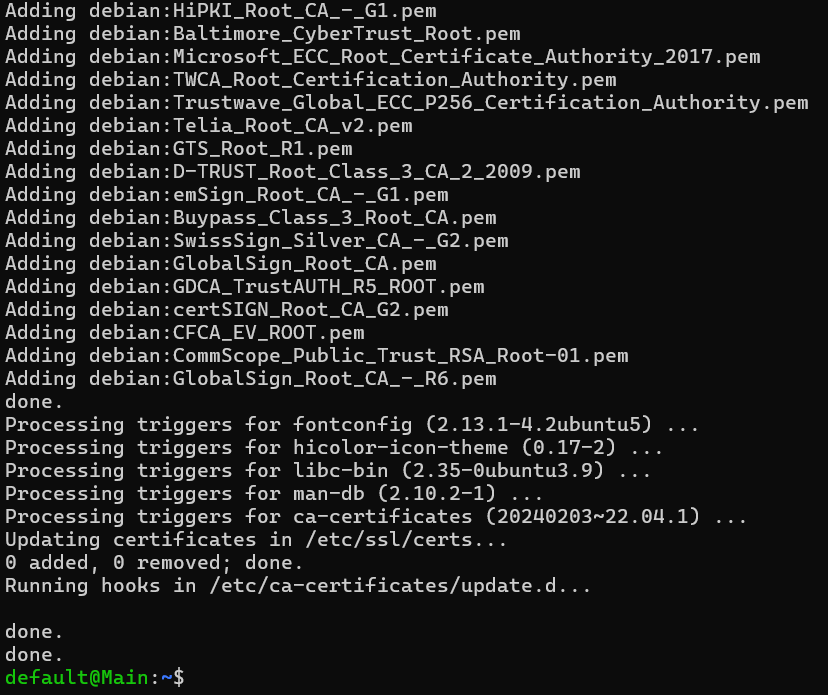 Adding debian:HiPKI_Root_CA_-_G1.pem
Adding debian:Baltimore_CyberTrust_Root.pem
Adding debian:Microsoft_ECC_Root_Certificate_Authority_2017.pem
Adding debian:TWCA_Root_Certification_Authority.pem
Adding debian:Trustwave_Global_ECC_P256_Certification_Authority.pem
Adding debian:Telia_Root_CA_v2.pem
Adding debian:GTS_Root_R1.pem
Adding debian:D-TRUST_Root_Class_3_CA_2_2009.pem
Adding debian:emSign_Root_CA_-_G1.pem
Adding debian:Buypass_Class_3_Root_CA.pem
Adding debian:SwissSign_Silver_CA_-_G2.pem
Adding debian:GlobalSign_Root_CA.pem
Adding debian:GDCA_TrustAUTH_R5_ROOT.pem
Adding debian:certSIGN_Root_CA_G2.pem
Adding debian:CFCA_EV_ROOT.pem
Adding debian:CommScope_Public_Trust_RSA_Root-01.pem
Adding debian:GlobalSign_Root_CA_-_R6.pem
done.
Processing triggers for fontconfig (2.13.1-4.2ubuntu5) ...
Processing triggers for hicolor-icon-theme (0.17-2) ...
Processing triggers for libc-bin (2.35-0ubuntu3.9) ...
Processing triggers for man-db (2.10.2-1) ...
Processing triggers for ca-certificates (20240203~22.04.1) ...
Updating certificates in /etc/ssl/certs...
0 added, 0 removed; done.
Running hooks in /etc/ca-certificates/update.d...

done.
done.
default@Main:~$